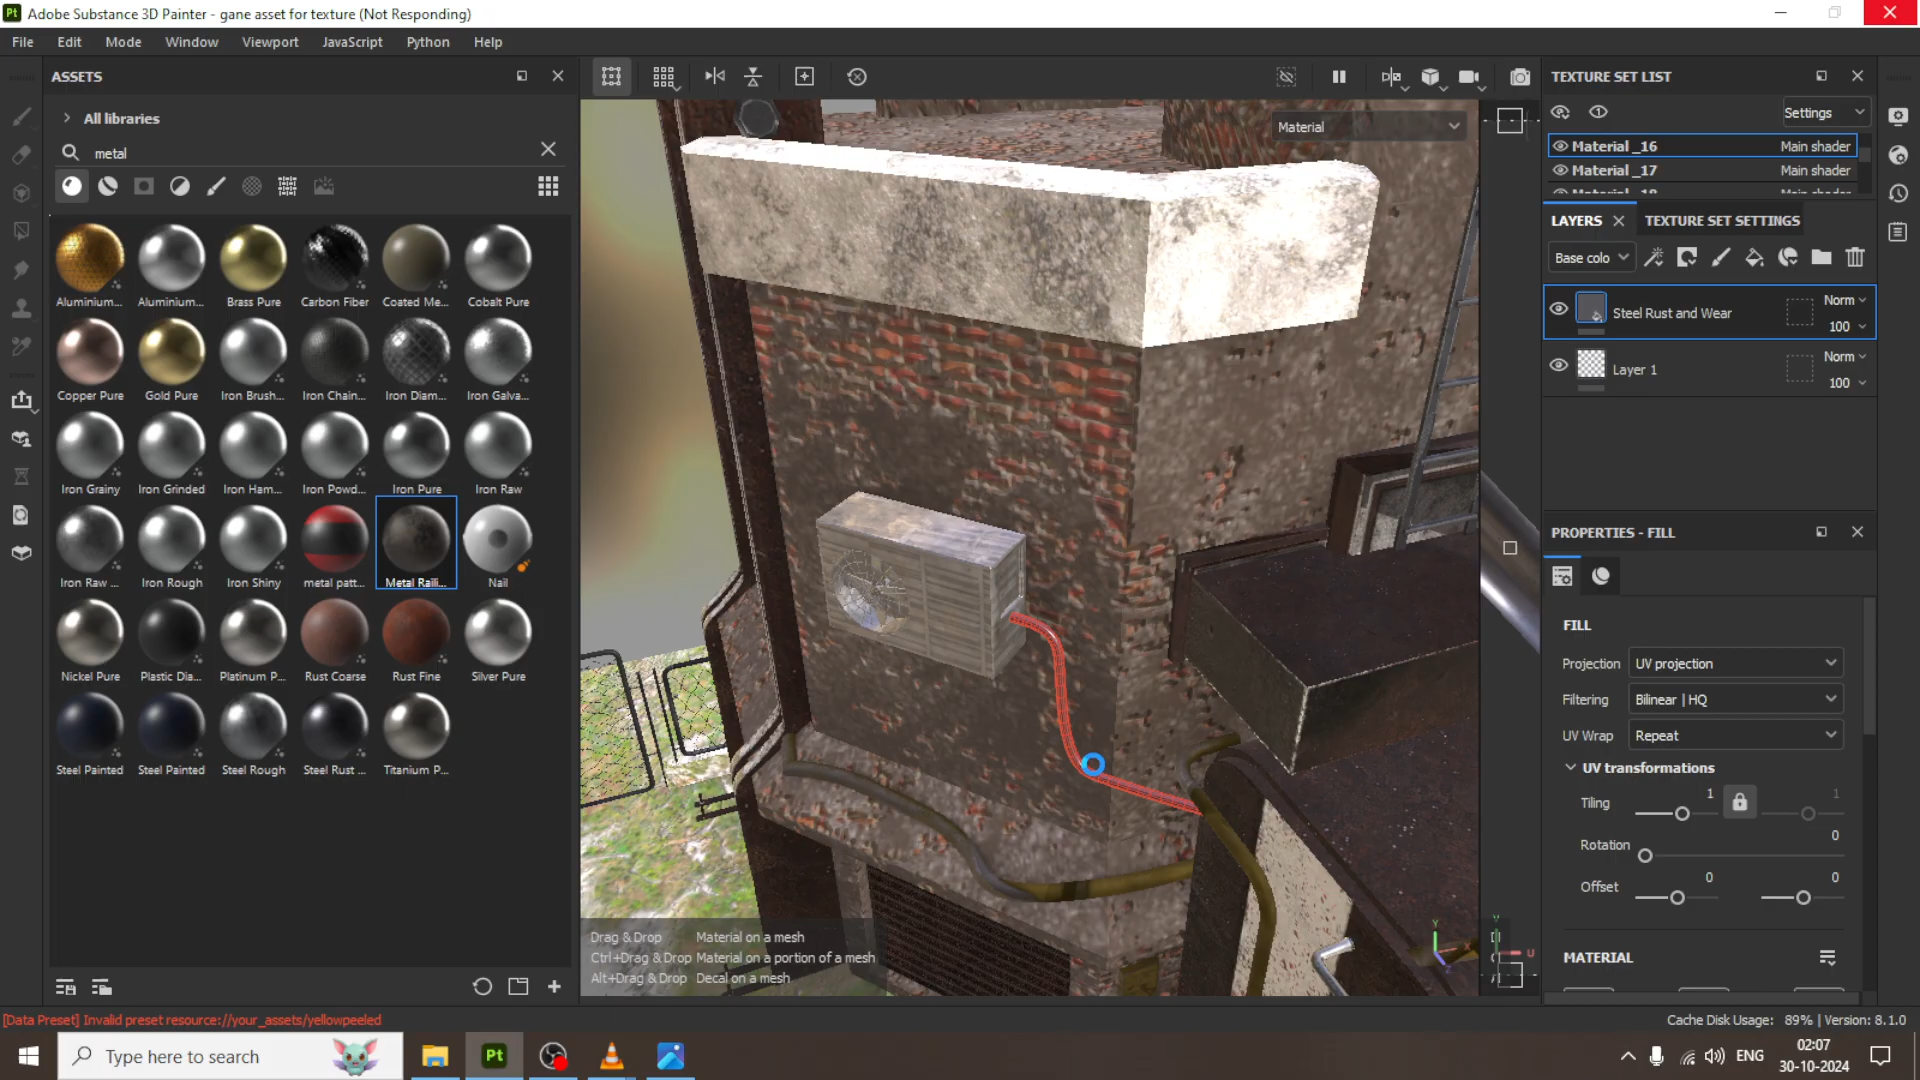 Adobe Substance 3D Painter - gane asset for texture (Not Responding)
File Edit Mode Window Viewport JavaScript Python Help
ASSETS
All libraries
metal
Aluminium... Aluminium... Brass Pure Carbon Fiber Coated Me... Cobalt Pure
Copper Pure Gold Pure Iron Brush... Iron Chain... Iron Diam... Iron Galva...
Iron Grainy Iron Grinded Iron Ham... Iron Powd... Iron Pure Iron Raw
Iron Raw ... Iron Rough Iron Shiny metal patt... Metal Raili... Nail
Nickel Pure Plastic Dia... Platinum P... Rust Coarse Rust Fine Silver Pure
Steel Painted Steel Painted Steel Rough Steel Rust ... Titanium P...
Material
Drag & Drop Material on a mesh
Ctrl+Drag & Drop Material on a portion of a mesh
Alt+Drag & Drop Decal on a mesh
TEXTURE SET LIST
Settings
Material _16 Main shader
Material _17 Main shader
LAYERS TEXTURE SET SETTINGS
Base colo
Steel Rust and Wear Norm 100
Layer 1 Norm 100
PROPERTIES - FILL
FILL
Projection UV projection
Filtering Bilinear | HQ
UV Wrap Repeat
UV transformations
Tiling 1 1
Rotation 0
Offset 0 0
MATERIAL
[Data Preset] Invalid preset resource://your_assets/yellowpeeled
Cache Disk Usage: 89% | Version: 8.1.0
Type here to search
ENG
02:07
30-10-2024